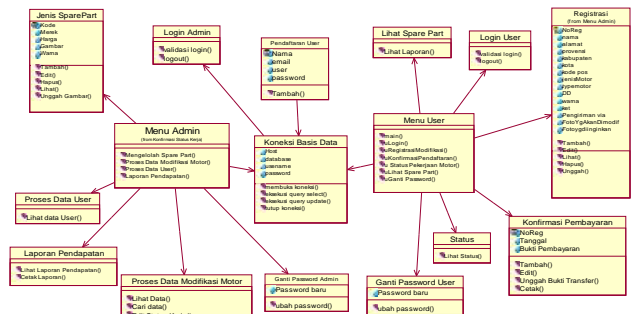 Jenis SparePart
Kode
Merek
Harga
Gambar
Warna
Tambah()
Edit()
Hapus()
Lihat()
Unggah Gambar()
Login Admin
validasi login()
logout()
Pendaftaran User
Nama
email
user
password
Tambah()
Lihat Spare Part
Lihat Laporan()
Login User
validasi login()
logout()
Registrasi
(from Menu Admin)
NoReg
nama
alamat
provensi
kabupaten
kota
kode pos
jenisMotor
typemotor
DD
warna
ket
Pengiriman via
FotoYgAkanDimodif
Fotoygdiinginkan
Tambah()
Edit()
Lihat()
Hapus()
Unggah()
Menu Admin
(from Konfirmasi Status Kerja)
Mengelolah Spare Part()
Proses Data Modifikasi Motor()
Proses Data User()
Laporan Pendapatan()
Koneksi Basis Data
Host
database
username
password
membuka koneksi()
eksekusi query select()
eksekusi query update()
tutup koneksi()
Menu User
main()
Login()
RegistrasiModifikasi()
KonfirmasiPendaftaran()
Status Pekerjaan Motor()
Lihat Spare Part()
Ganti Password()
Proses Data User
Lihat data User()
Laporan Pendapatan
Lihat Laporan Pendapatan()
Cetak Laporan()
Proses Data Modifikasi Motor
Lihat Data()
Cari data()
Ganti Password Admin
Password baru
ubah password()
Ganti Password User
Password baru
ubah password()
Status
Lihat Status()
Konfirmasi Pembayaran
NoReg
Tanggal
Bukti Pembayaran
Tambah()
Edit()
Unggah Bukti Transfer()
Cetak()